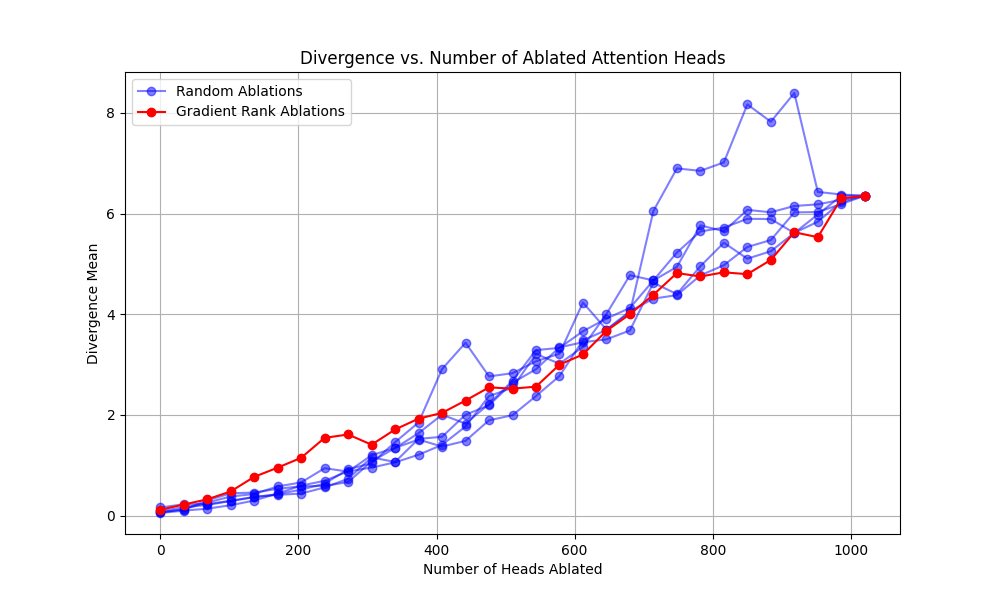 Divergence vs. Number of Ablated Attention Heads
Random Ablations
Gradient Rank Ablations
8
6
4
2
0
Divergence Mean
0 200 400 600 800 1000
Number of Heads Ablated